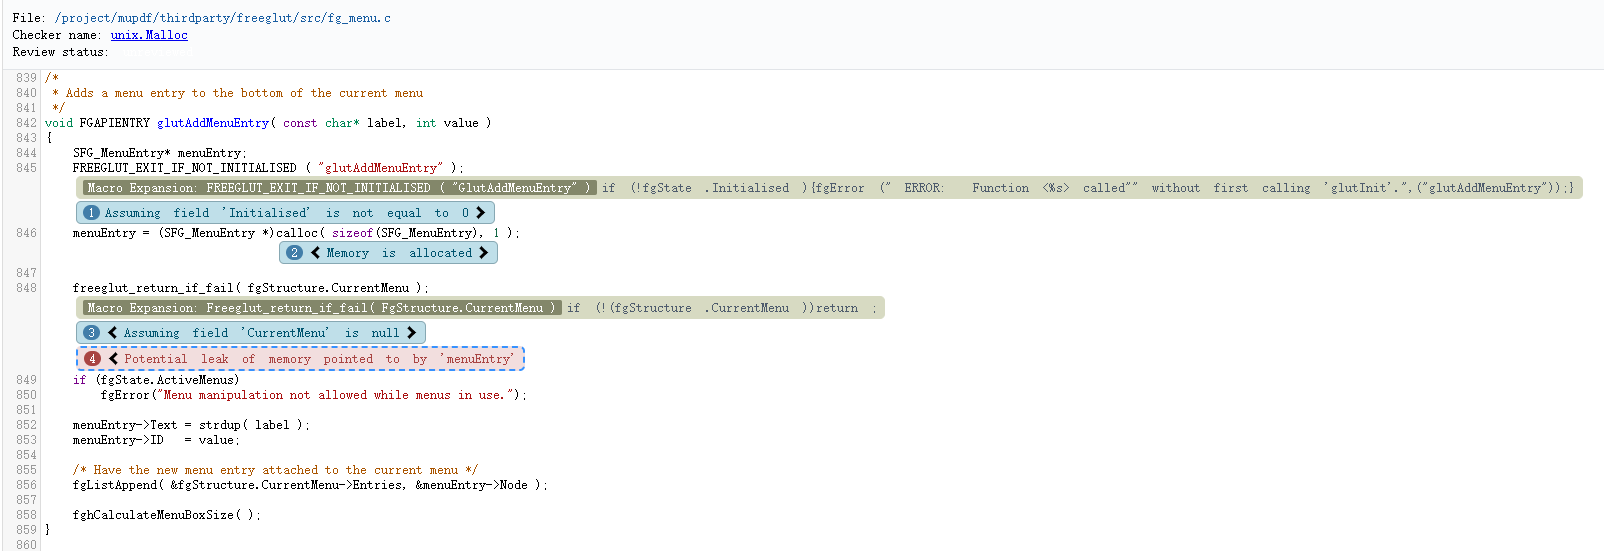 File: /project/mupdf/thirdparty/freeglut/src/fg_menu.c
Checker name: unix.Malloc
Review status:
839 /*
840  * Adds a menu entry to the bottom of the current menu
841  */
842 void FGAPIENTRY glutAddMenuEntry( const char* label, int value )
843 {
844     SFG_MenuEntry* menuEntry;
845     FREEGLUT_EXIT_IF_NOT_INITIALISED ( "glutAddMenuEntry" );
Macro Expansion: FREEGLUT_EXIT_IF_NOT_INITIALISED ( "GlutAddMenuEntry" ) if (!fgState .Initialised ){fgError (" ERROR: Function <%s> called"" without first calling 'glutInit'.",("glutAddMenuEntry"));}
1 Assuming field 'Initialised' is not equal to 0 >
846     menuEntry = (SFG_MenuEntry *)calloc( sizeof(SFG_MenuEntry), 1 );
2 < Memory is allocated >
847
848     freeglut_return_if_fail( fgStructure.CurrentMenu );
Macro Expansion: Freeglut_return_if_fail( FgStructure.CurrentMenu ) if (!(fgStructure .CurrentMenu ))return ;
3 < Assuming field 'CurrentMenu' is null >
4 < Potential leak of memory pointed to by 'menuEntry'
849     if (fgState.ActiveMenus)
850         fgError("Menu manipulation not allowed while menus in use.");
851
852     menuEntry->Text = strdup( label );
853     menuEntry->ID   = value;
854
855     /* Have the new menu entry attached to the current menu */
856     fgListAppend( &fgStructure.CurrentMenu->Entries, &menuEntry->Node );
857
858     fghCalculateMenuBoxSize( );
859 }
860